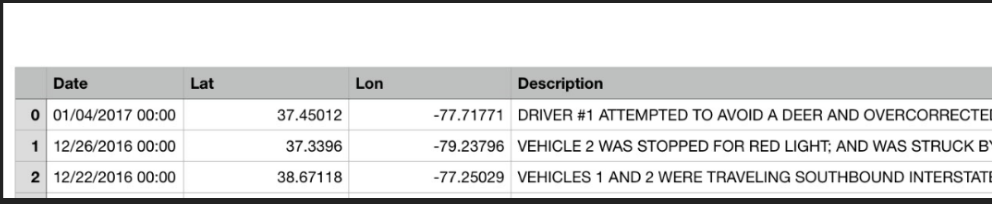 Date Lat Lon Description
0 01/04/2017 00:00 37.45012 -77.71771 DRIVER #1 ATTEMPTED TO AVOID A DEER AND OVERCORRECTED
1 12/26/2016 00:00 37.3396 -79.23796 VEHICLE 2 WAS STOPPED FOR RED LIGHT; AND WAS STRUCK BY
2 12/22/2016 00:00 38.67118 -77.25029 VEHICLES 1 AND 2 WERE TRAVELING SOUTHBOUND INTERSTATE